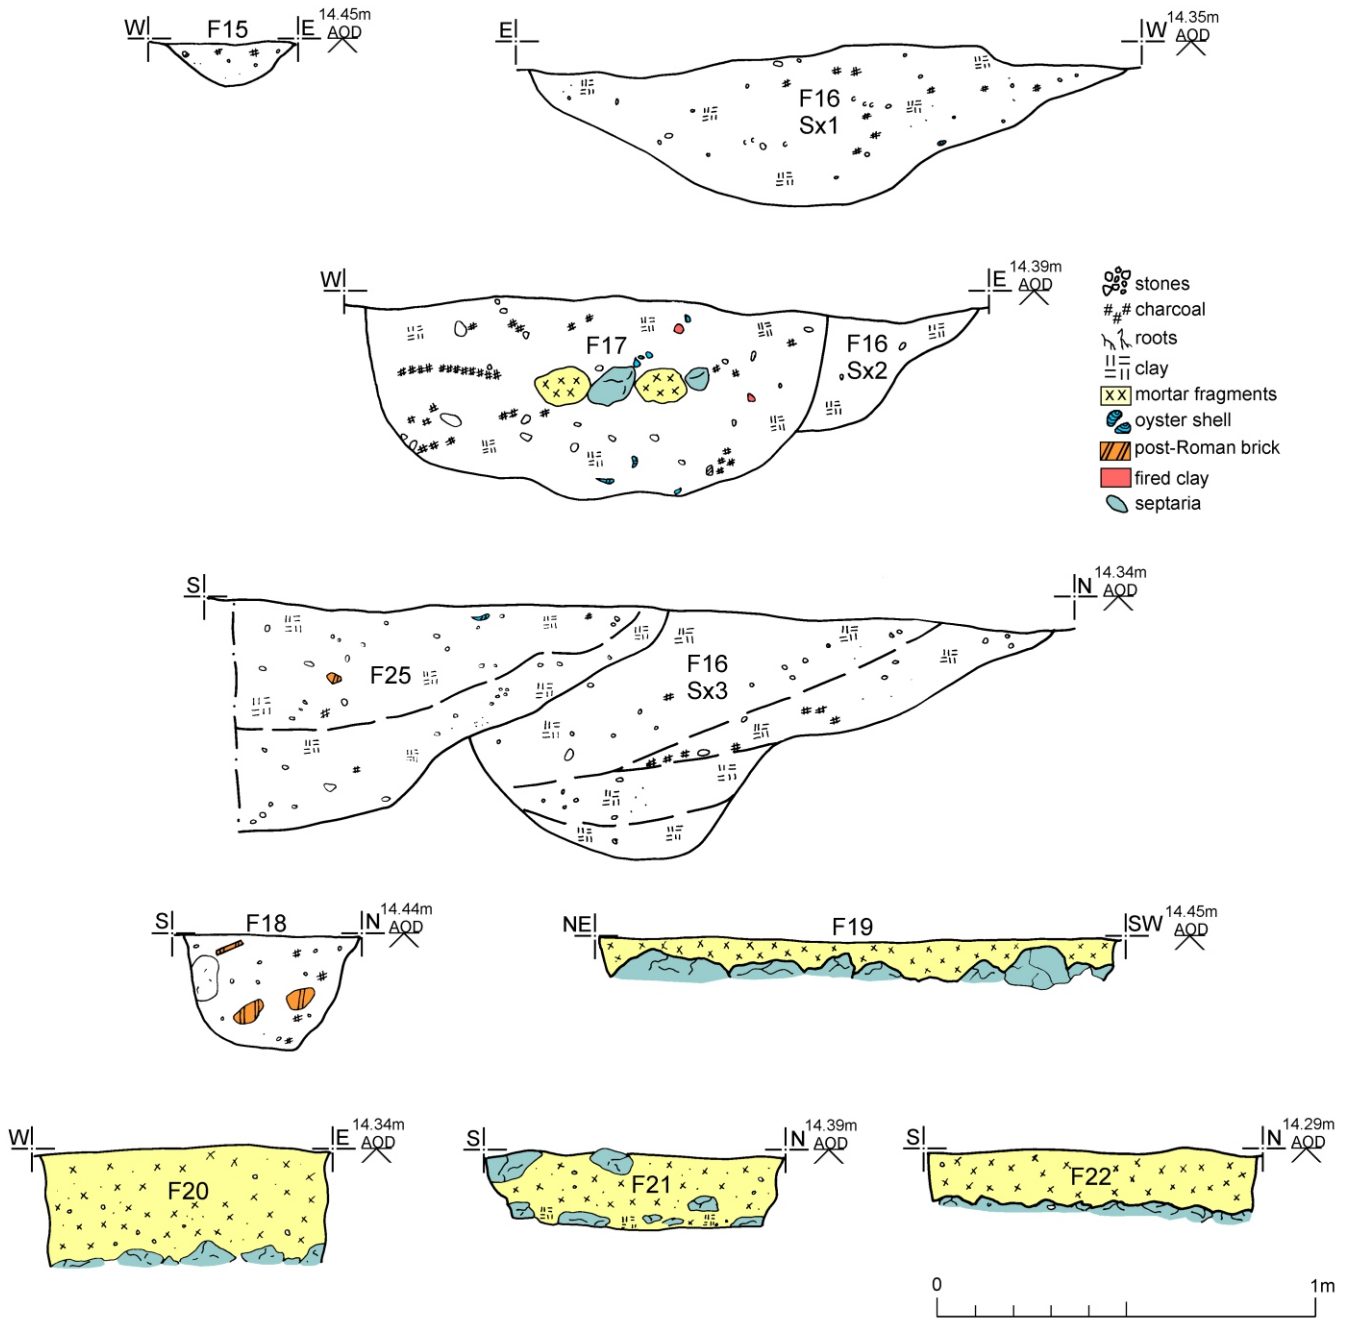 W F15 E 14.45m
AOD
E W 14.35m
AOD
F16
Sx1
W E 14.39m
AOD
F17
F16
Sx2
stones
charcoal
roots
clay
mortar fragments
oyster shell
post-Roman brick
fired clay
septaria
S N 14.34m
AOD
F25
F16
Sx3
S F18 N 14.44m
AOD
NE F19 SW 14.45m
AOD
W E 14.34m
AOD
F20
S N 14.39m
AOD
F21
S N 14.29m
AOD
F22
0 1m